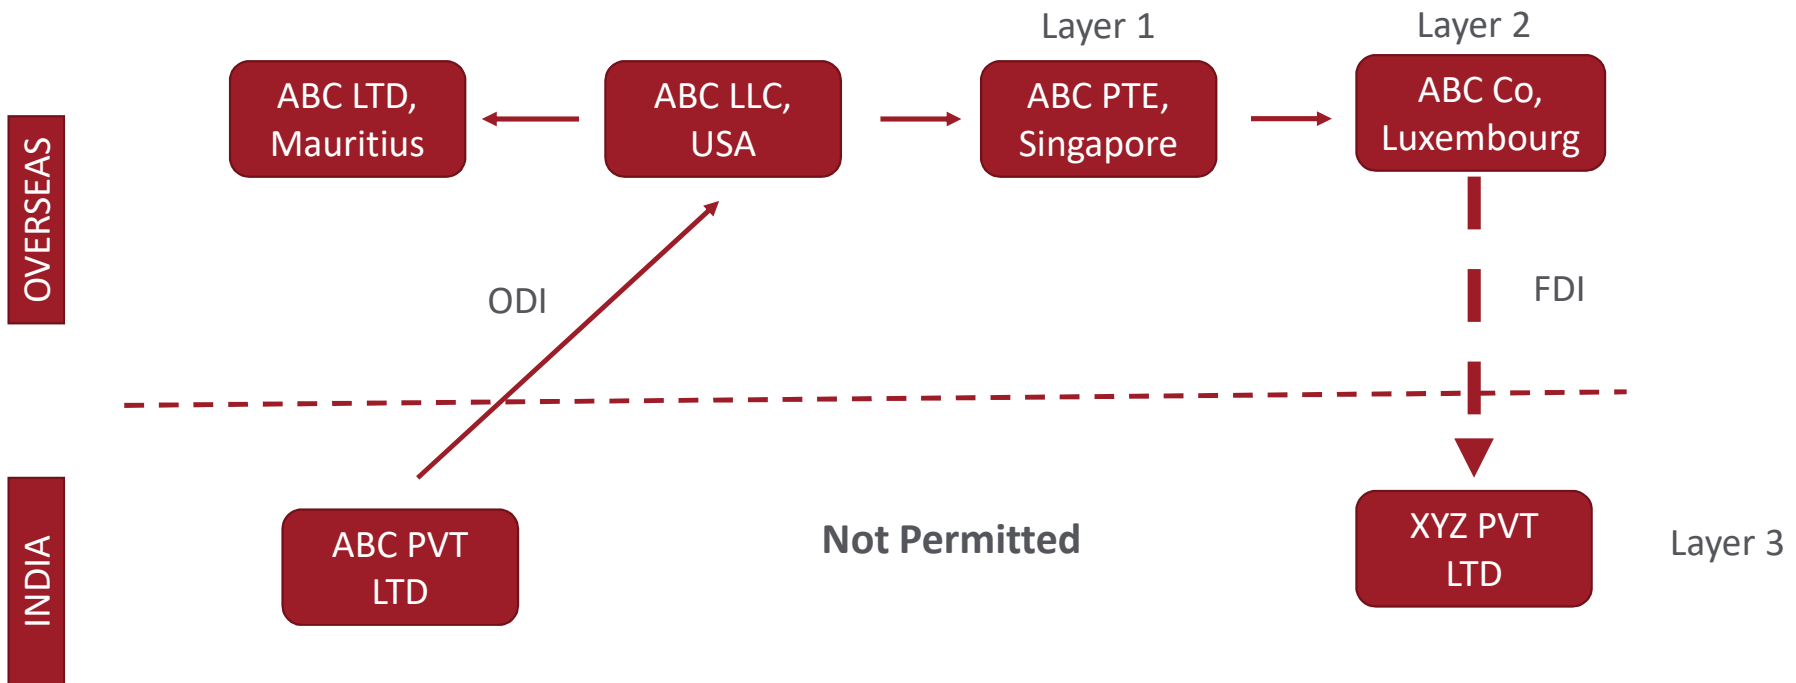 Layer 1
Layer 2
ABC LTD,
Mauritius
ABC LLC,
USA
ABC PTE,
Singapore
ABC Co,
Luxembourg
OVERSEAS
ODI
FDI
INDIA
ABC PVT
LTD
Not Permitted
XYZ PVT
LTD
Layer 3